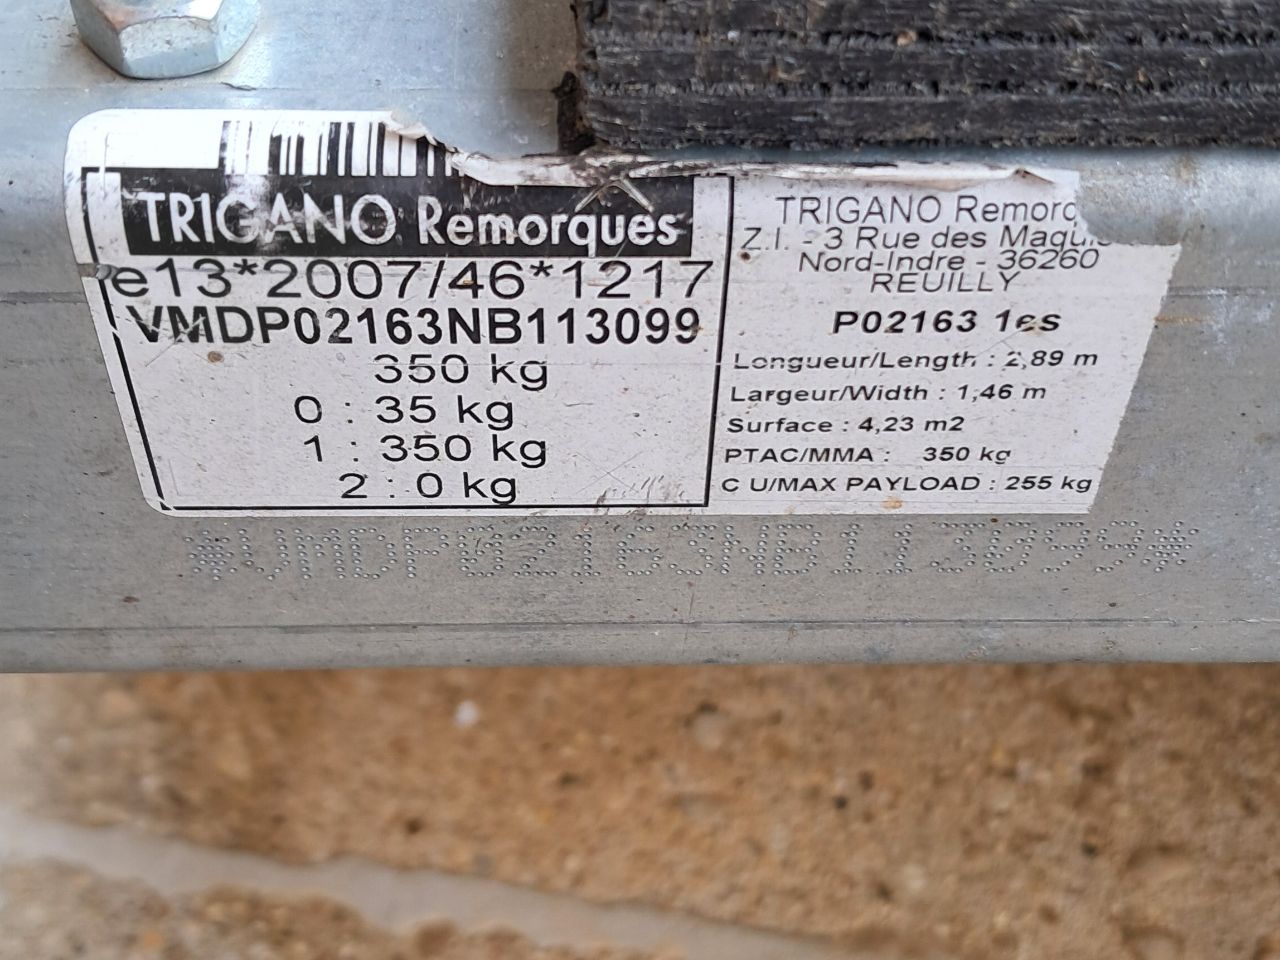 TRIGANO Remorques
e13*2007/46*1217
VMDP02163NB113099
350 kg
0 : 35 kg
1 : 350 kg
2 : 0 kg
TRIGANO
Z.I. - 3 Rue des
Nord-Indre - 36260
REUILLY
P02163 1es
Longueur/Length : 2,89 m
Largeur/Width : 1,46 m
Surface : 4,23 m2
PTAC/MMA : 350 kg
C U/MAX PAYLOAD : 255 kg
*VMDP02163NB113099*